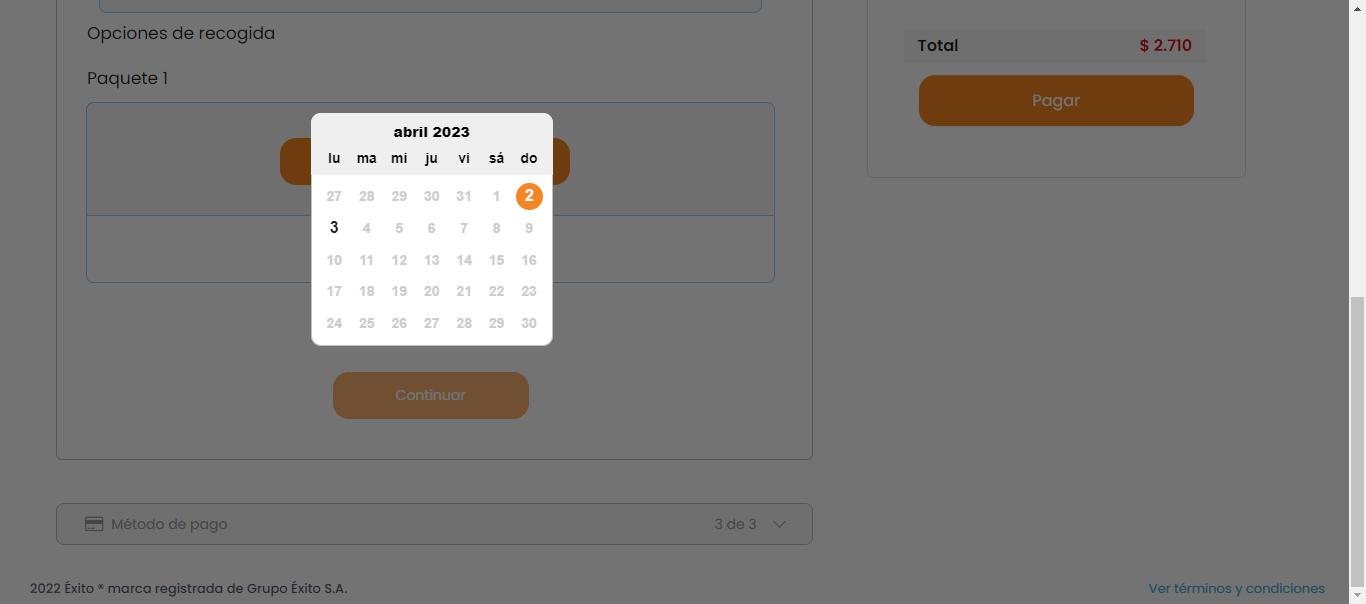 Opciones de recogida
Paquete 1
abril 2023
lu ma mi ju vi sá do
27 28 29 30 31 1 2
3 4 5 6 7 8 9
10 11 12 13 14 15 16
17 18 19 20 21 22 23
24 25 26 27 28 29 30
Continuar
Método de pago 3 de 3
Total $ 2.710
Pagar
2022 Éxito ® marca registrada de Grupo Éxito S.A.
Ver términos y condiciones